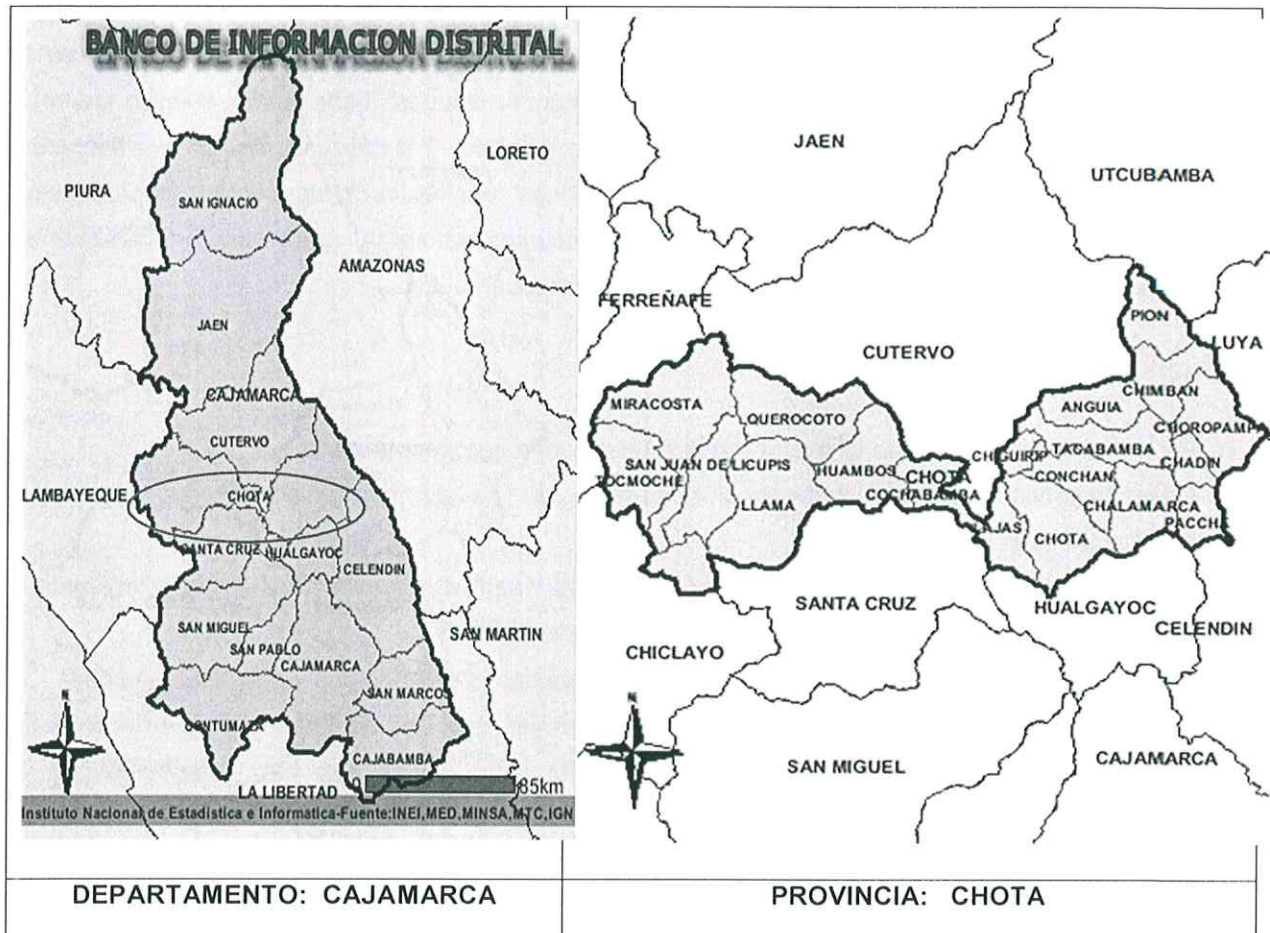 BANCO DE INFORMACION DISTRITAL
LORETO
PIURA
SAN IGNACIO
AMAZONAS
JAEN
CAJAMARCA
CUTERVO
LAMBAYEQUE
CHOTA
SANTA CRUZ
HUALGAYOC
CELENDIN
SAN MIGUEL
SAN PABLO
SAN MARTIN
CAJAMARCA
SAN MARCOS
CONTUMAZA
CAJABAMBA
LA LIBERTAD
N
0 85km
Instituto Nacional de Estadistica e Informatica-Fuente:INEI,MED,MINSA,MTC,IGN
DEPARTAMENTO: CAJAMARCA
JAEN
UTCUBAMBA
FERREÑAFE
PION
LUYA
CUTERVO
CHIMBAN
MIRACOSTA
ANGUIA
QUEROCOTO
CHOROPAMPA
CHIGUIRIP
TACABAMBA
SAN JUAN DE LICUPIS
HUAMBOS
CHOTA
CONCHAN
CHADIN
TOCMOCHE
COCHABAMBA
LLAMA
CHALAMARCA
LAJAS
CHOTA
PACCHA
SANTA CRUZ
HUALGAYOC
CELENDIN
CHICLAYO
N
SAN MIGUEL
CAJAMARCA
PROVINCIA: CHOTA